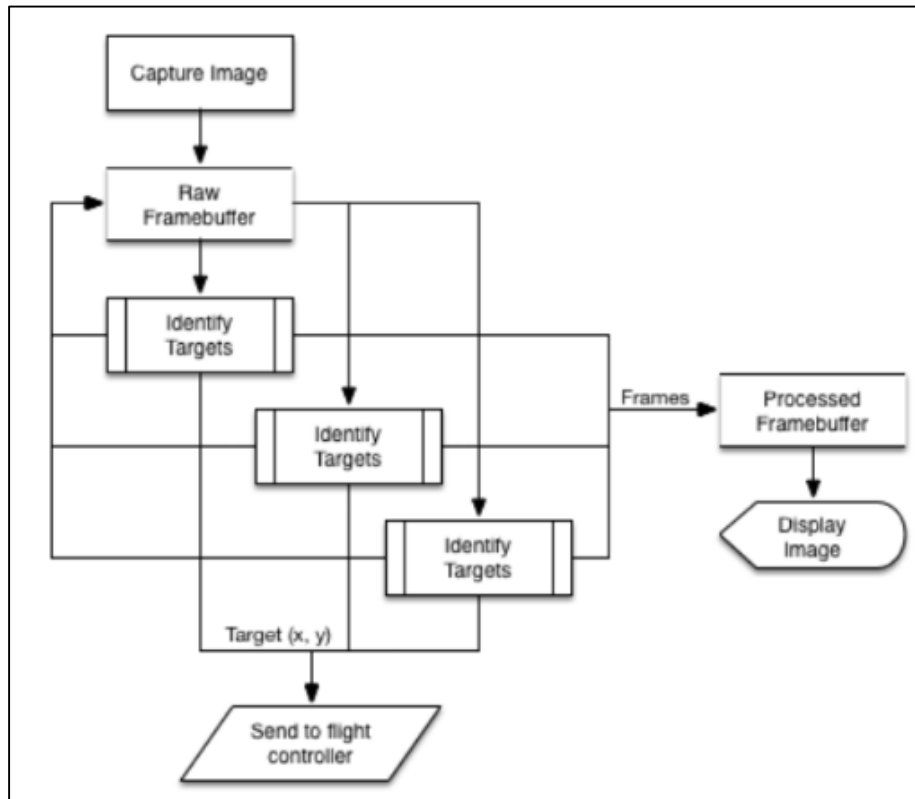 Capture Image
Raw
Framebuffer
Identify
Targets
Identify
Targets
Identify
Targets
Frames
Processed
Framebuffer
Display
Image
Target (x, y)
Send to flight
controller